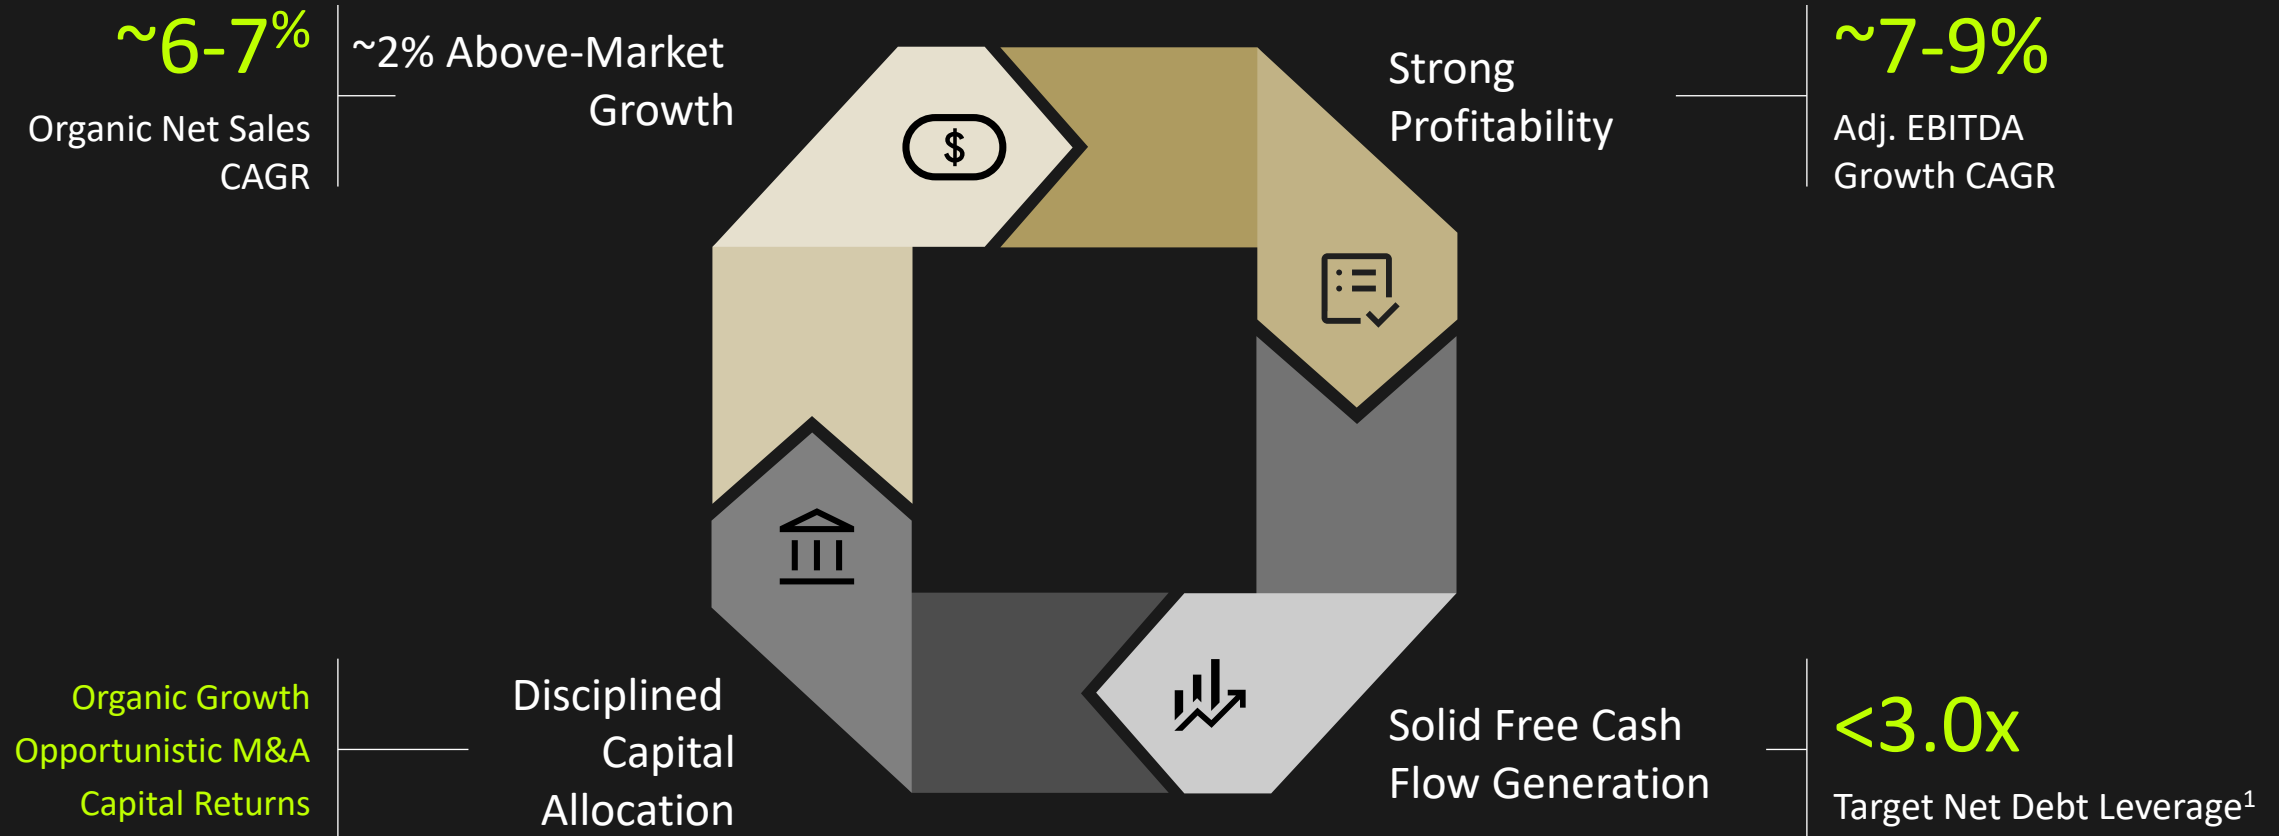 ~6-7%
Organic Net Sales
CAGR
~2% Above-Market
Growth
$
Strong
Profitability
~7-9%
Adj. EBITDA
Growth CAGR
Organic Growth
Opportunistic M&A
Capital Returns
Disciplined
Capital
Allocation
Solid Free Cash
Flow Generation
<3.0x
Target Net Debt Leverage¹